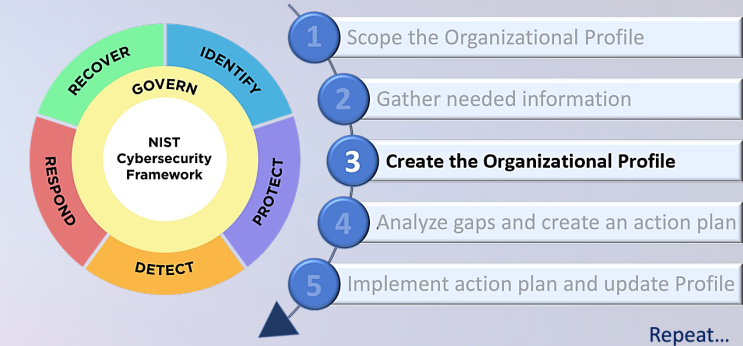 RECOVER
IDENTIFY
GOVERN
NIST
Cybersecurity
Framework
RESPOND
PROTECT
DETECT
1 Scope the Organizational Profile
2 Gather needed information
3 Create the Organizational Profile
4 Analyze gaps and create an action plan
5 Implement action plan and update Profile
Repeat...